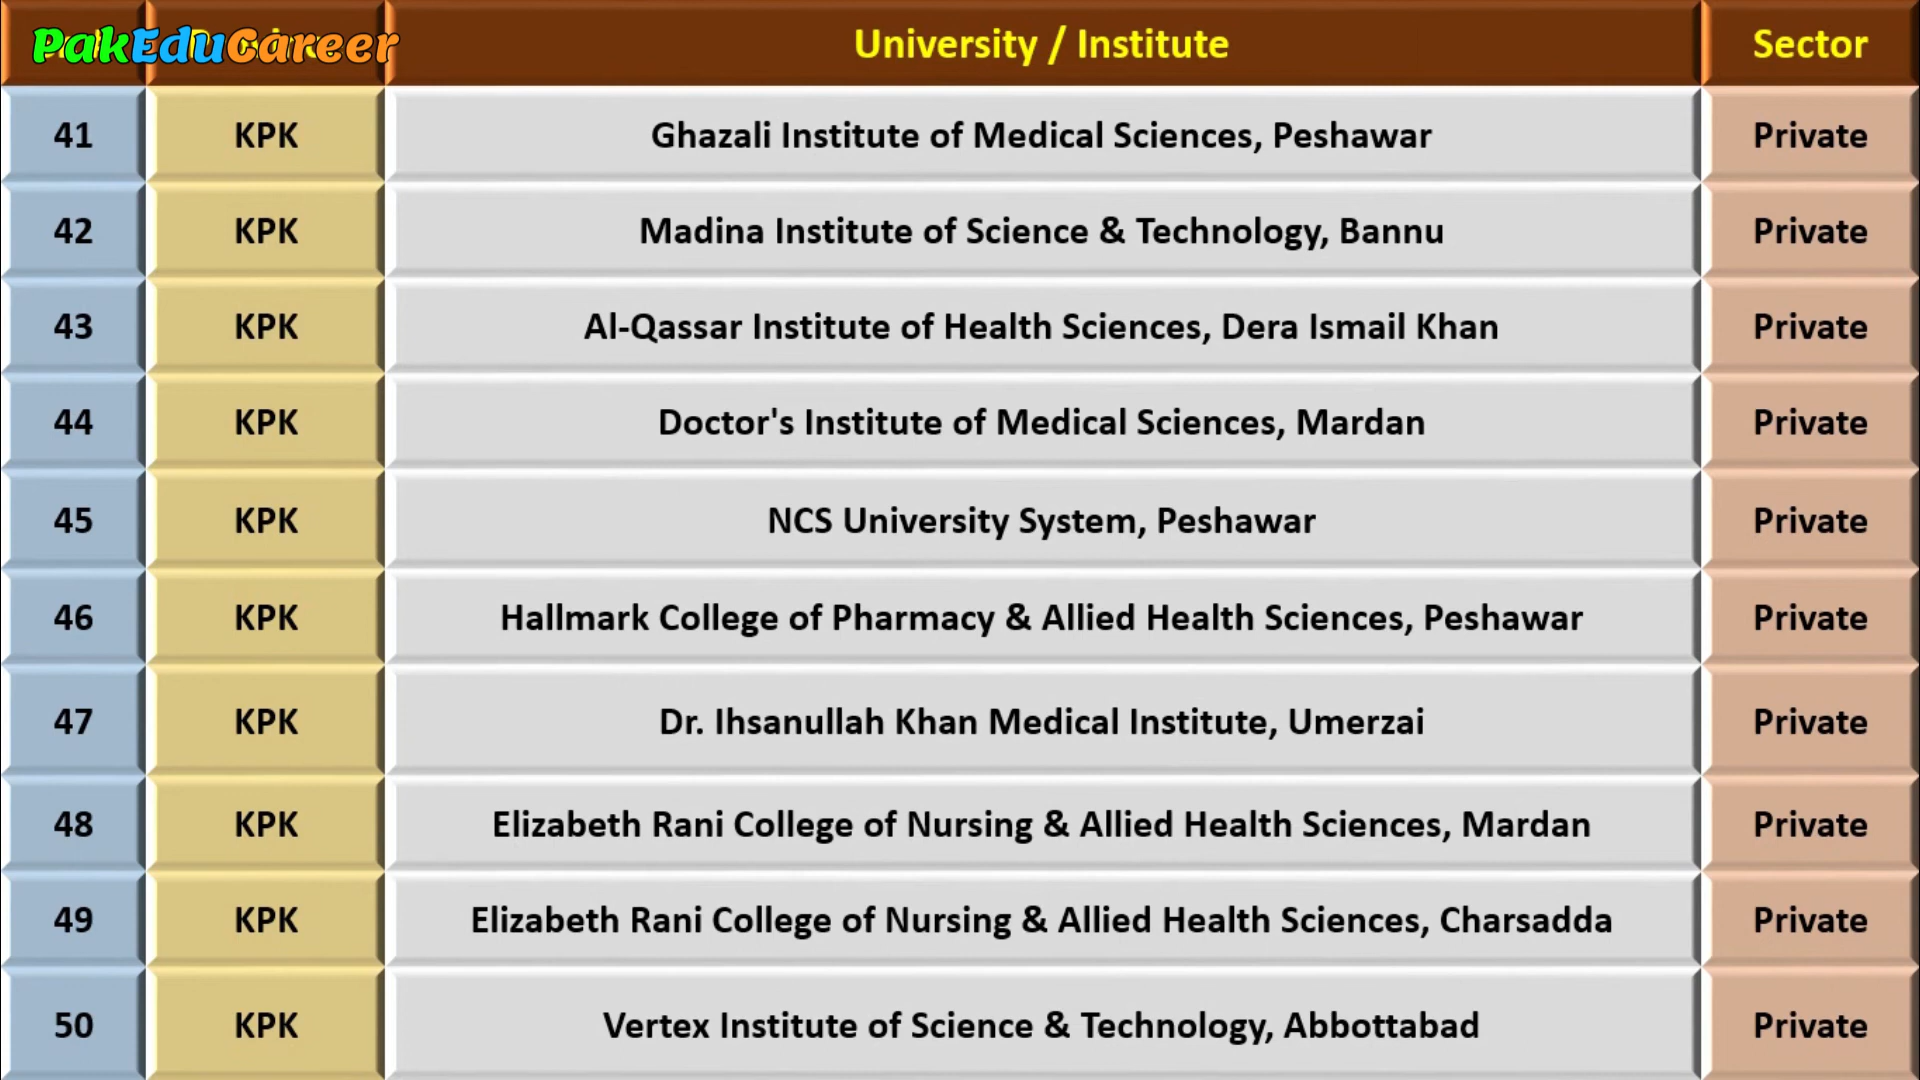 PakEduCareer
University / Institute Sector
41 KPK Ghazali Institute of Medical Sciences, Peshawar Private
42 KPK Madina Institute of Science & Technology, Bannu Private
43 KPK Al-Qassar Institute of Health Sciences, Dera Ismail Khan Private
44 KPK Doctor's Institute of Medical Sciences, Mardan Private
45 KPK NCS University System, Peshawar Private
46 KPK Hallmark College of Pharmacy & Allied Health Sciences, Peshawar Private
47 KPK Dr. Ihsanullah Khan Medical Institute, Umerzai Private
48 KPK Elizabeth Rani College of Nursing & Allied Health Sciences, Mardan Private
49 KPK Elizabeth Rani College of Nursing & Allied Health Sciences, Charsadda Private
50 KPK Vertex Institute of Science & Technology, Abbottabad Private